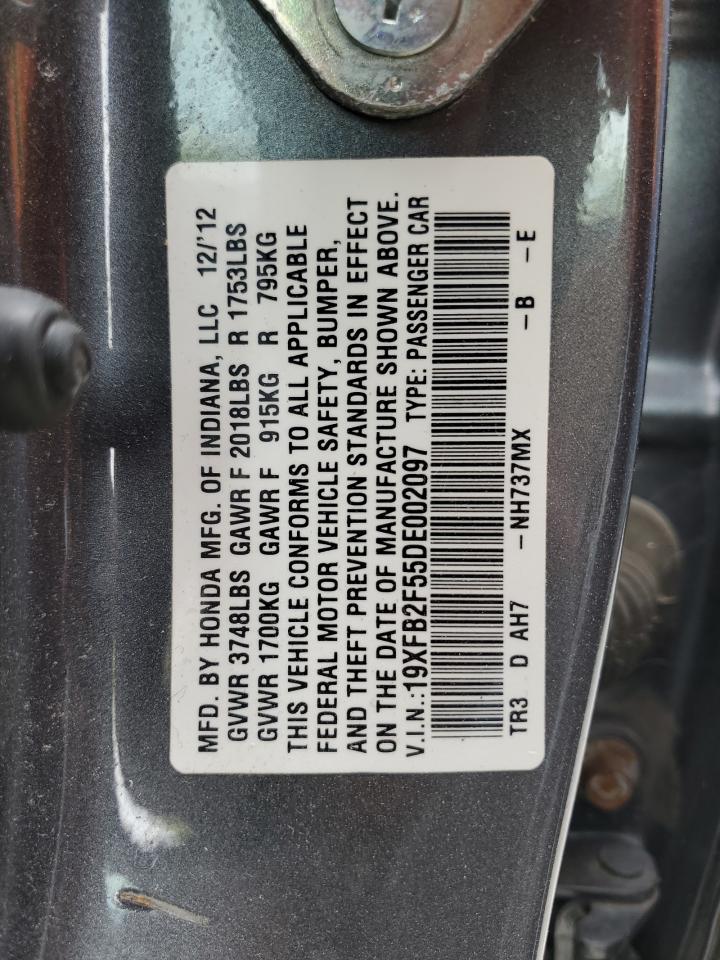 MFD. BY HONDA MFG. OF INDIANA, LLC 12/'12
GVWR 3748LBS GAWR F 2018LBS R 1753LBS
GVWR 1700KG GAWR F 915KG R 795KG
THIS VEHICLE CONFORMS TO ALL APPLICABLE
FEDERAL MOTOR VEHICLE SAFETY, BUMPER,
AND THEFT PREVENTION STANDARDS IN EFFECT
ON THE DATE OF MANUFACTURE SHOWN ABOVE.
V.I.N.:19XFB2F55DE002097 TYPE: PASSENGER CAR
TR3 D AH7 -NH737MX -B -E